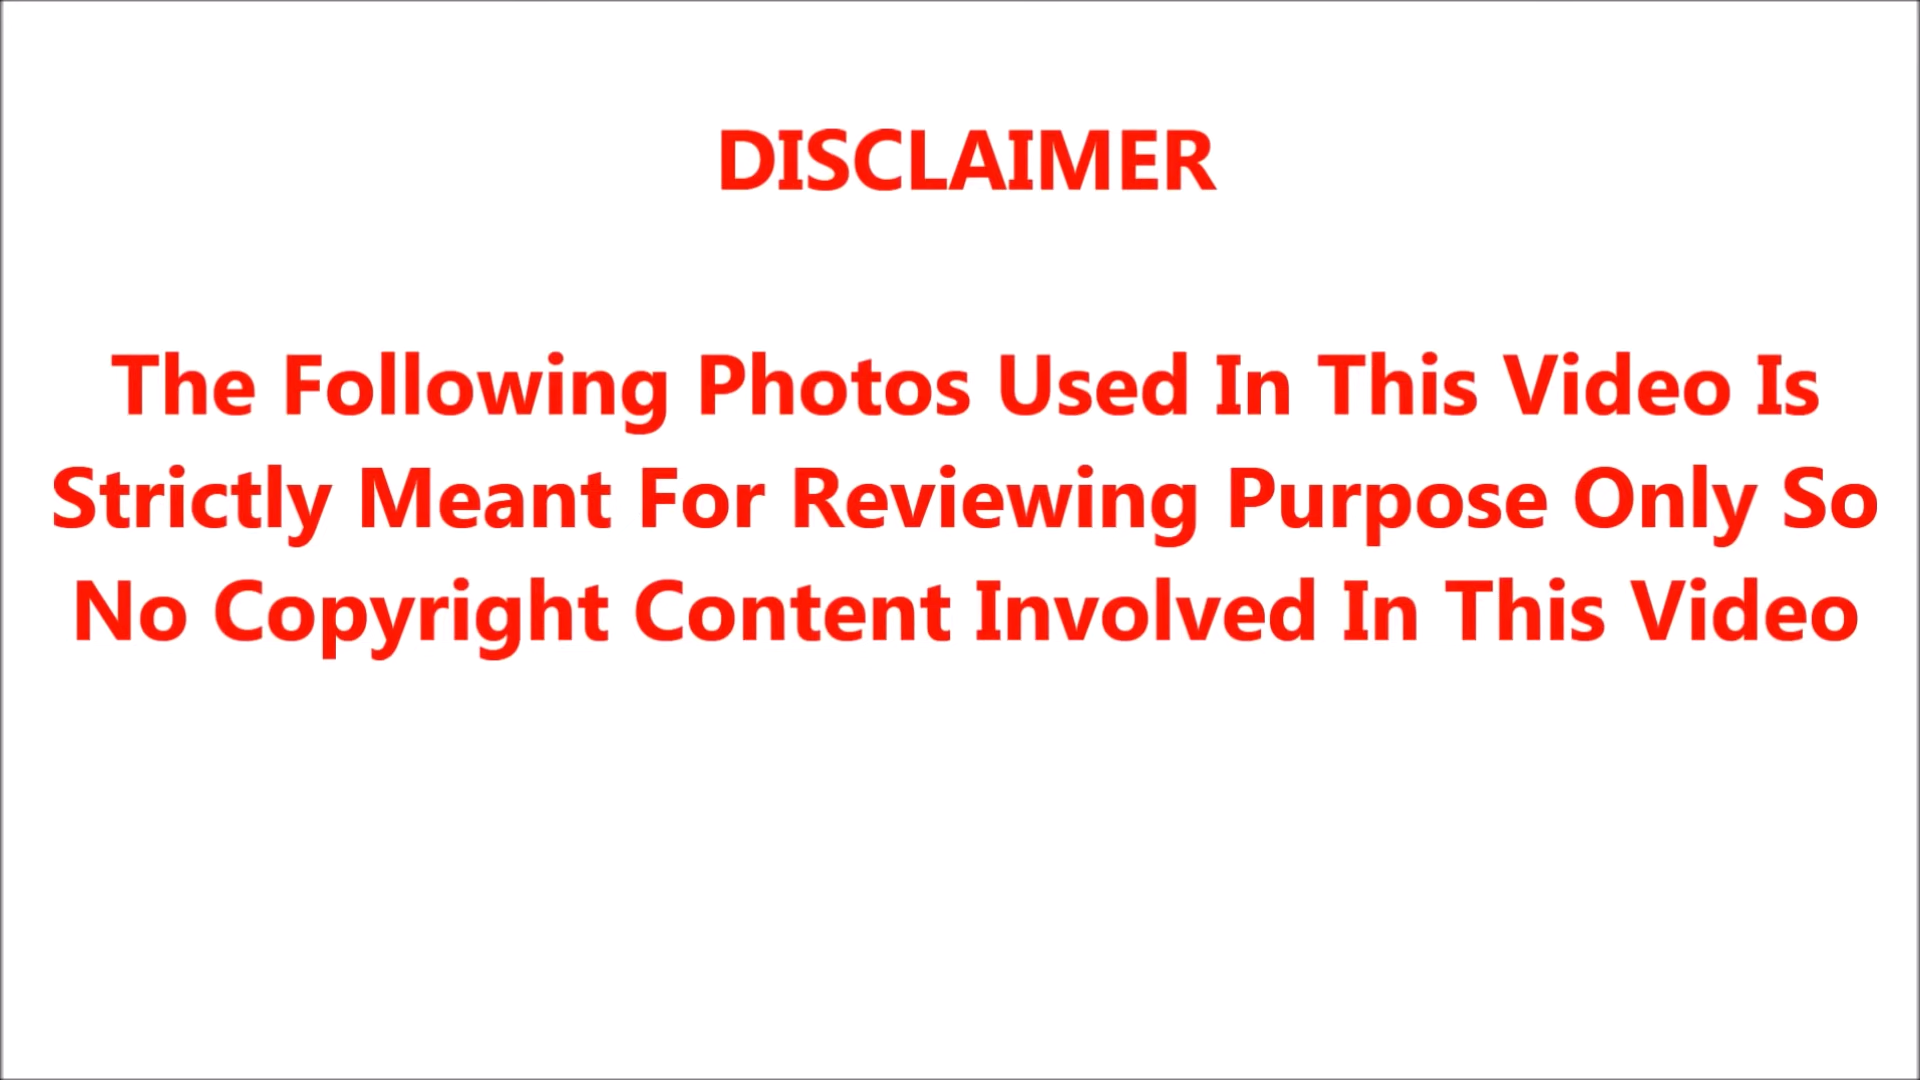 DISCLAIMER
The Following Photos Used In This Video Is
Strictly Meant For Reviewing Purpose Only So
No Copyright Content Involved In This Video